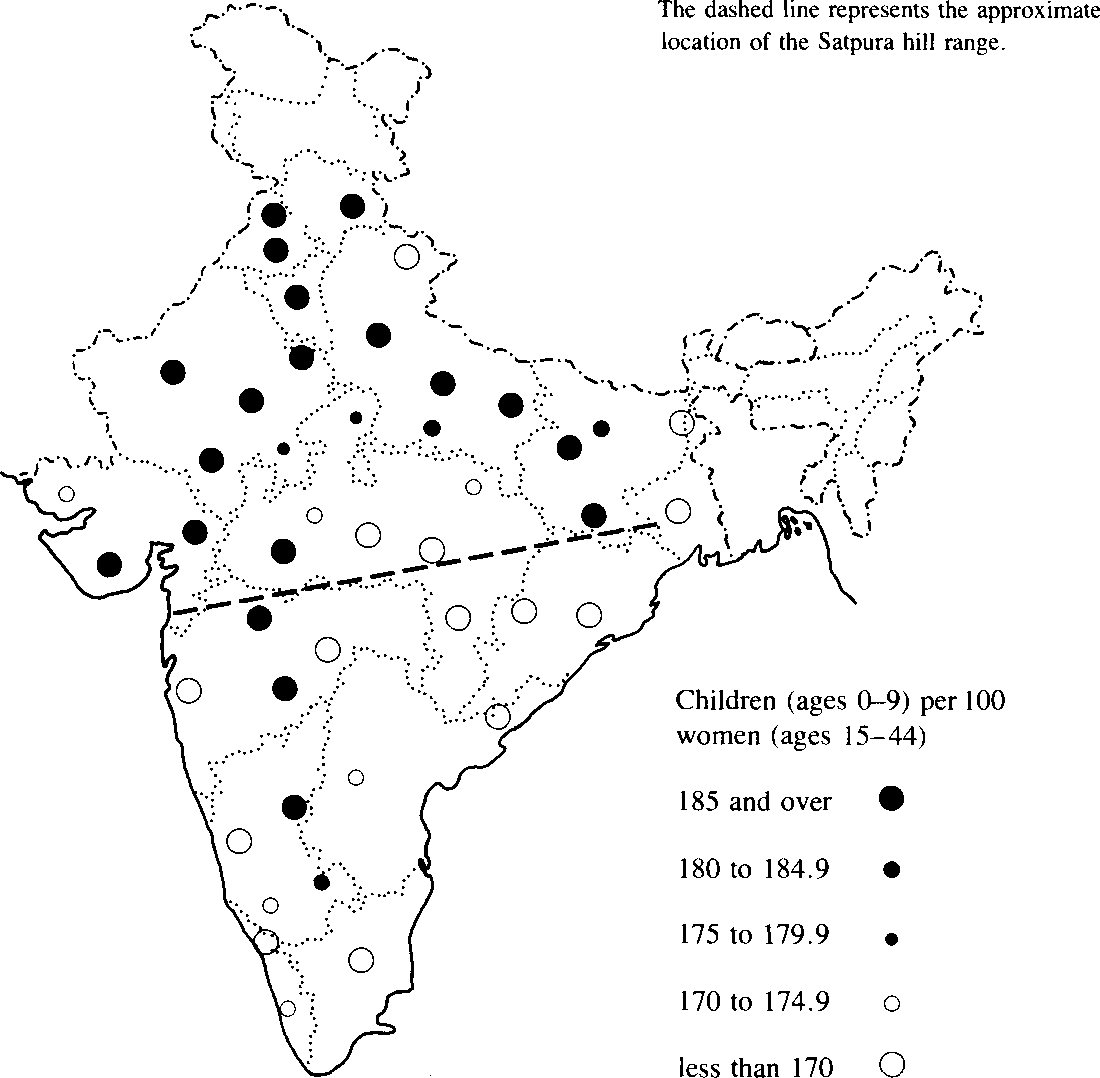 The dashed line represents the approximate
location of the Satpura hill range.
Children (ages 0–9) per 100
women (ages 15–44)
185 and over
180 to 184.9
175 to 179.9
170 to 174.9
less than 170